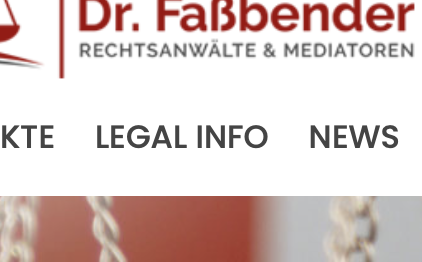 Dr. Faßbender
RECHTSANWÄLTE & MEDIATOREN
KTE LEGAL INFO NEWS